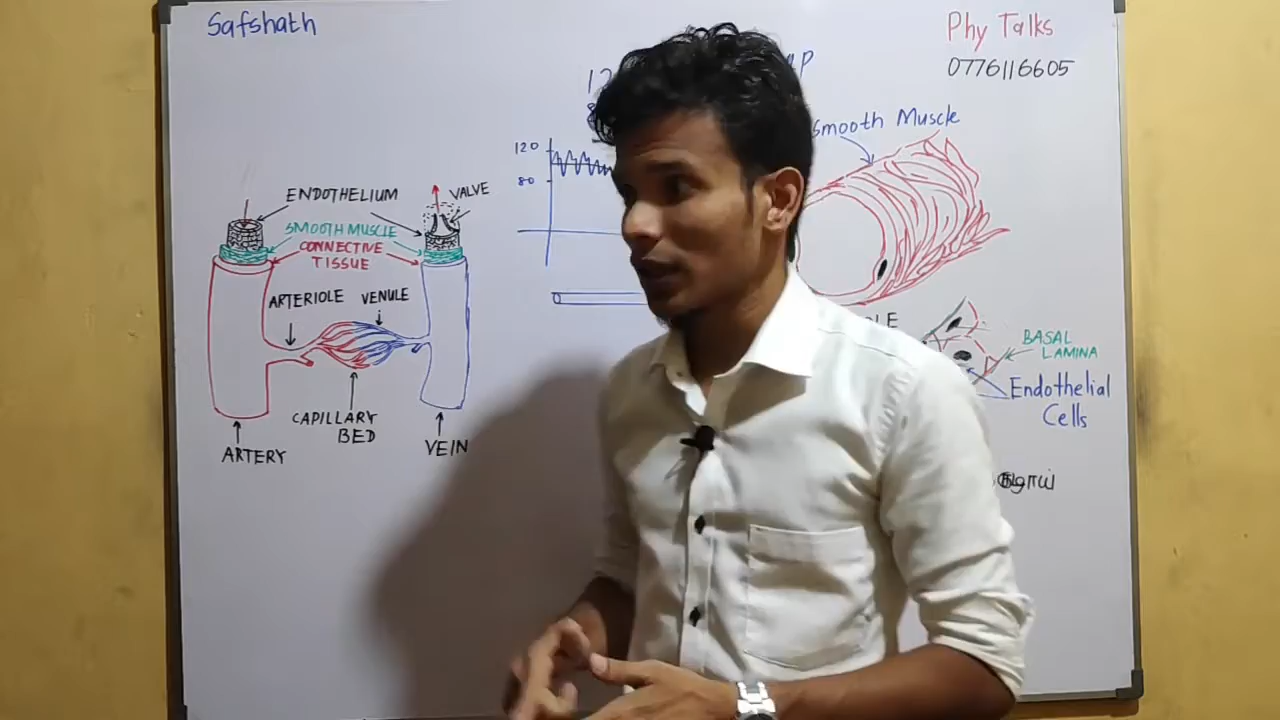 Safshath
Phy Talks
0776116605
120
80
Smooth Muscle
ENDOTHELIUM
VALVE
SMOOTH MUSCLE
CONNECTIVE
TISSUE
ARTERIOLE
VENULE
CAPILLARY
BED
ARTERY
VEIN
BASAL
LAMINA
Endothelial
Cells